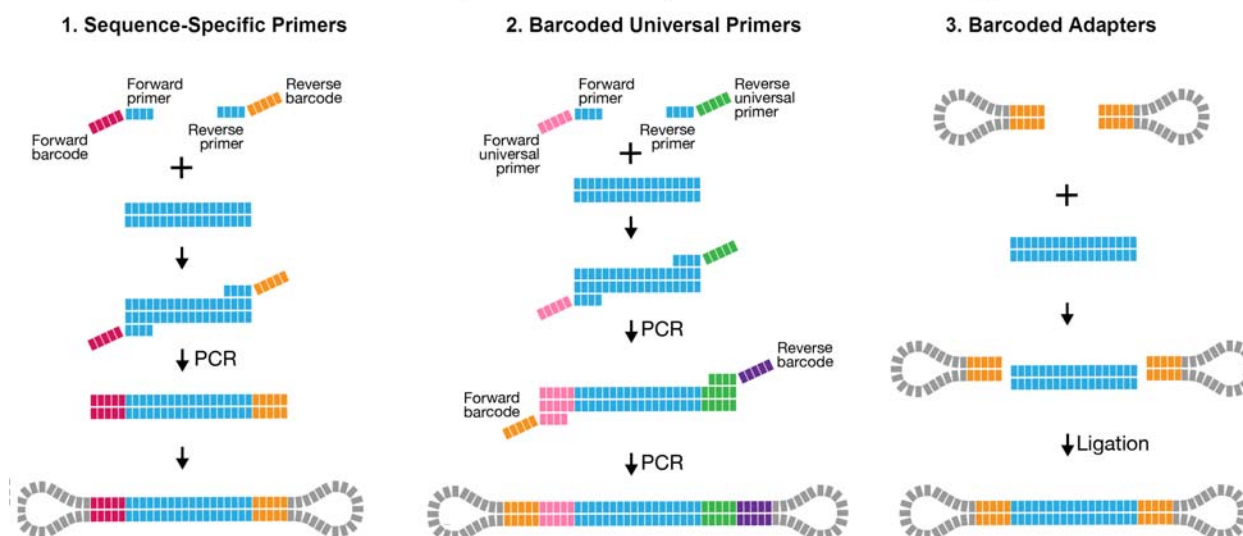 1. Sequence-Specific Primers
Forward
primer
Reverse
barcode
Forward
barcode
Reverse
primer
+
PCR
2. Barcoded Universal Primers
Forward
primer
Reverse
universal
primer
Forward
universal
primer
Reverse
primer
+
PCR
Reverse
barcode
Forward
barcode
PCR
3. Barcoded Adapters
+
Ligation